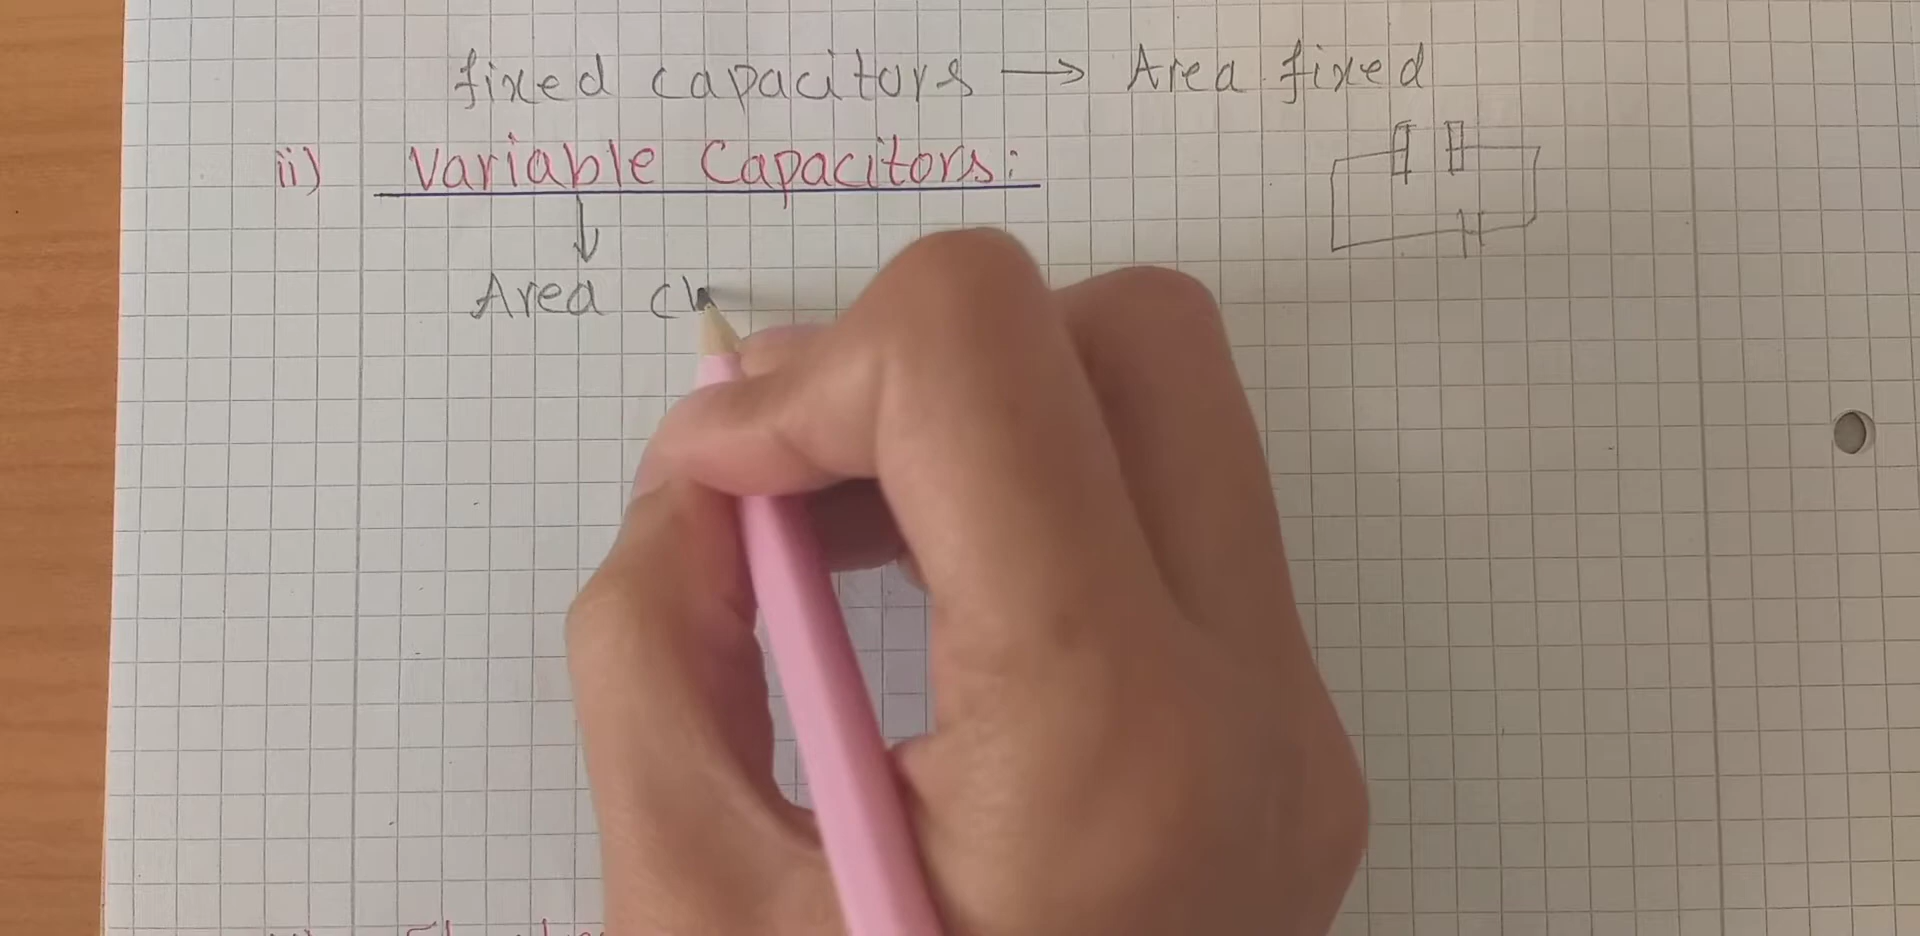 fixed capacitors → Area fixed
ii) Variable Capacitors:
↓
Area